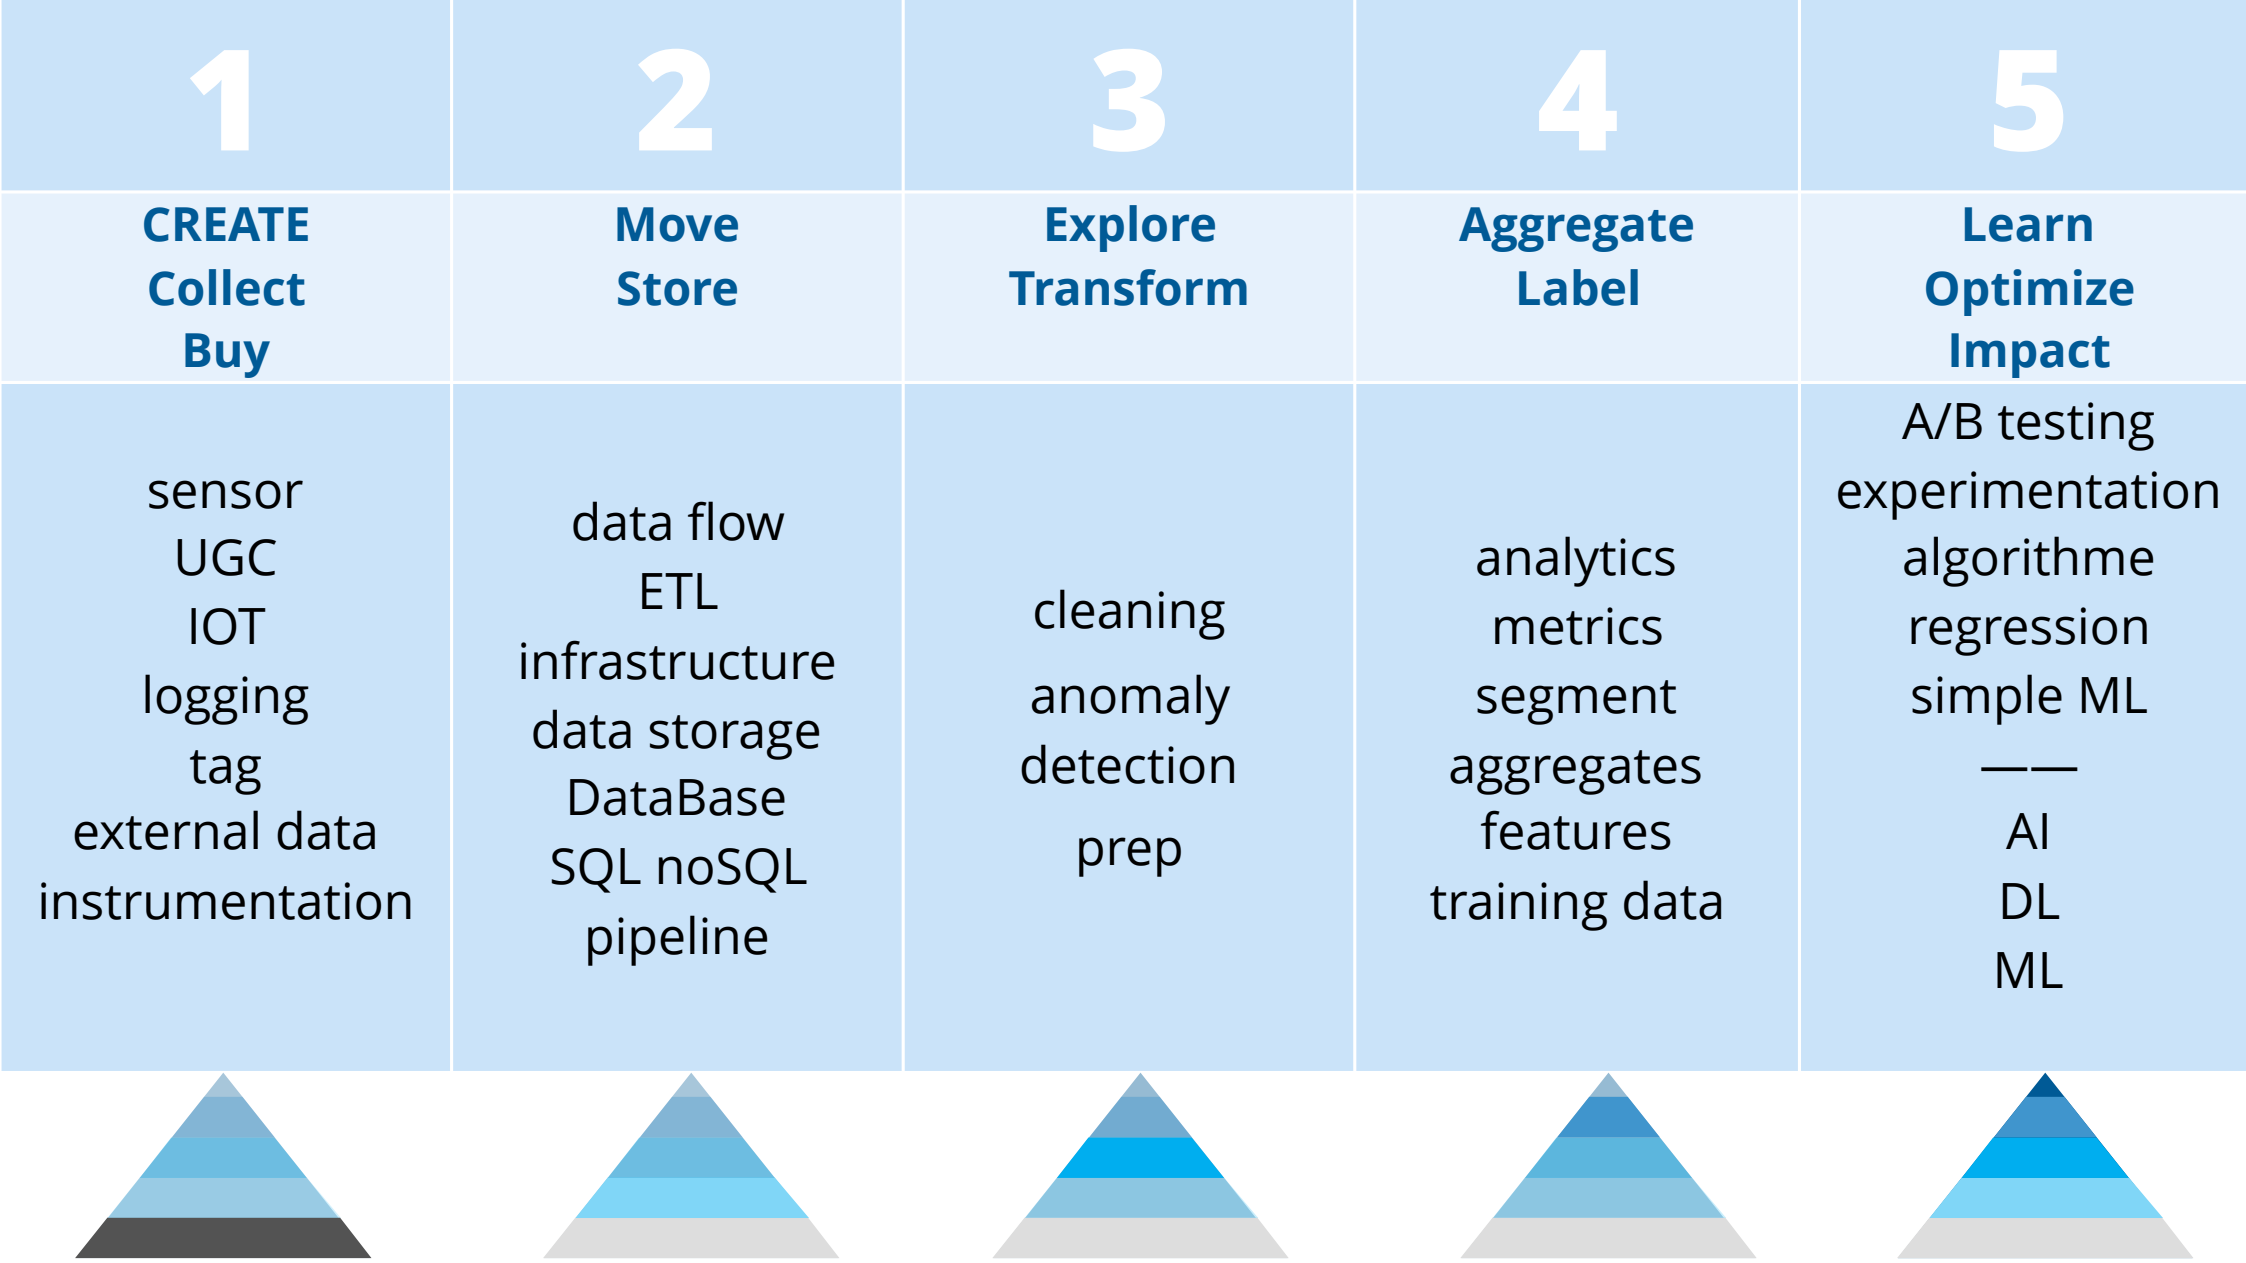 1
2
3
4
5
CREATE
Collect
Buy
Move
Store
Explore
Transform
Aggregate
Label
Learn
Optimize
Impact
sensor
UGC
IOT
logging
tag
external data
instrumentation
data flow
ETL
infrastructure
data storage
DataBase
SQL noSQL
pipeline
cleaning
anomaly
detection
prep
analytics
metrics
segment
aggregates
features
training data
A/B testing
experimentation
algorithme
regression
simple ML
——
AI
DL
ML